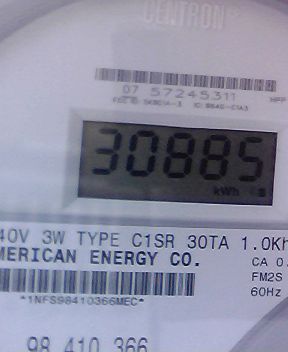 CENTRON
07 57245311
30885
kWh
40V 3W TYPE C1SR 30TA 1.0Kh
MERICAN ENERGY CO.
CA 0.
FM2S
60Hz
*1NFS98410366MEC*
98 410 366